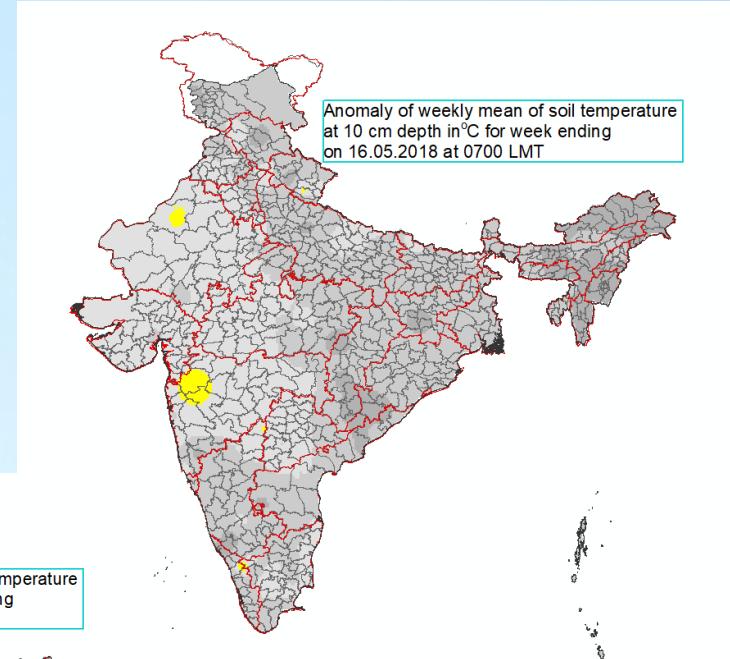 Anomaly of weekly mean of soil temperature
at 10 cm depth in°C for week ending
on 16.05.2018 at 0700 LMT
mperature
ng